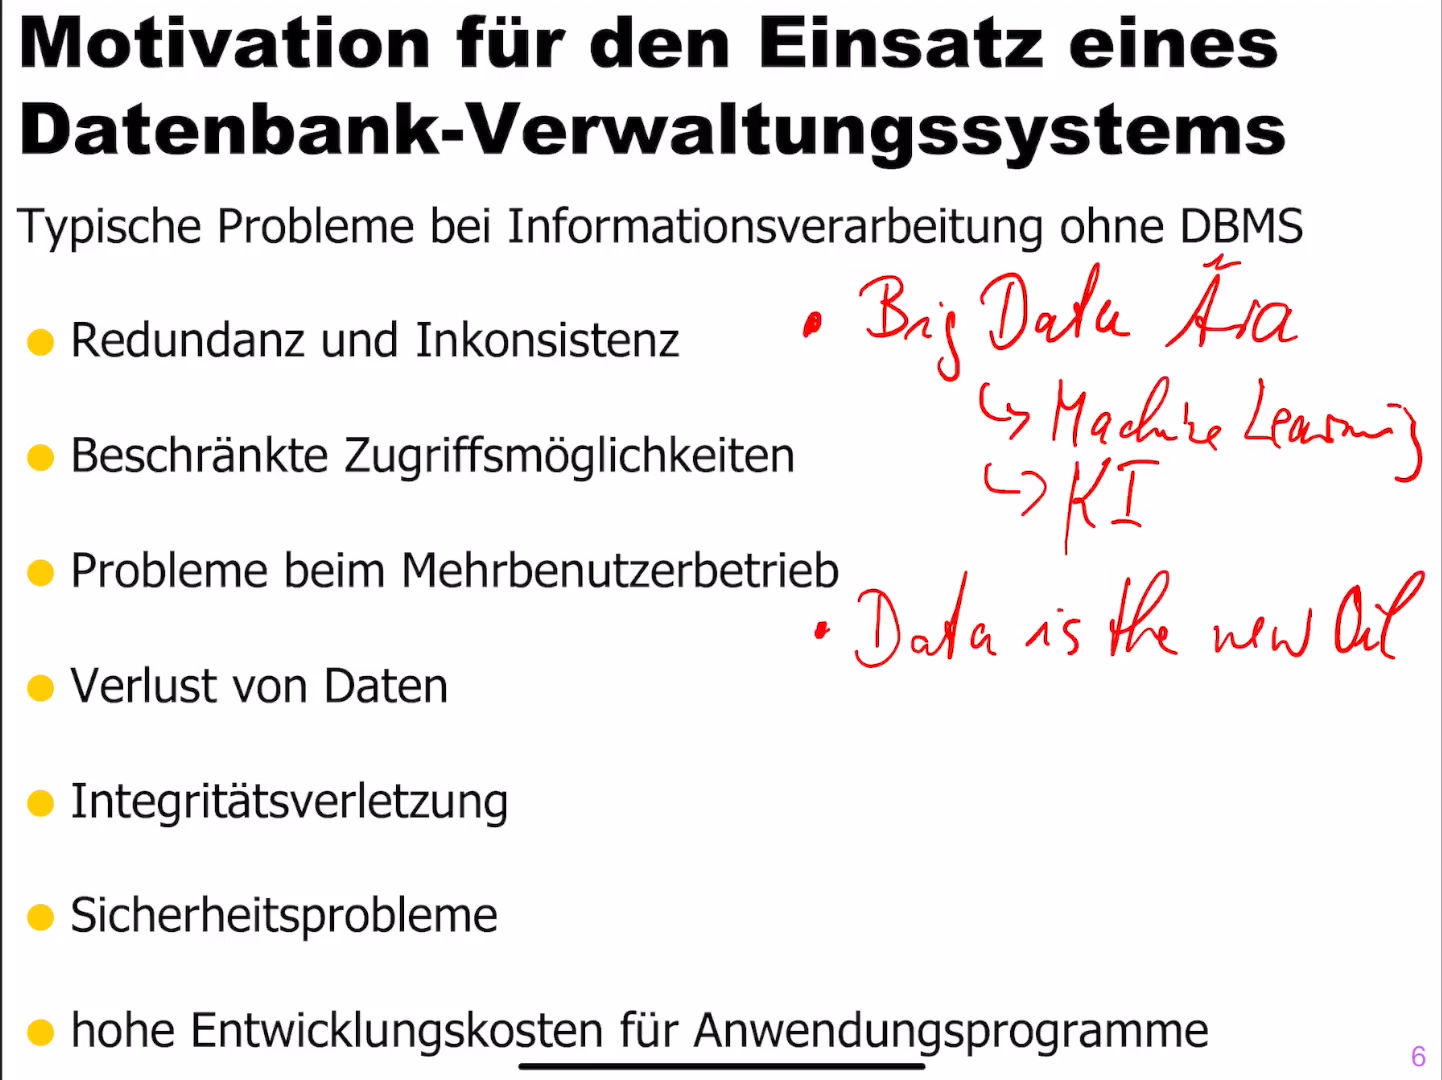 Motivation für den Einsatz eines
Datenbank-Verwaltungssystems
Typische Probleme bei Informationsverarbeitung ohne DBMS
Redundanz und Inkonsistenz
Beschränkte Zugriffsmöglichkeiten
Probleme beim Mehrbenutzerbetrieb
Verlust von Daten
Integritätsverletzung
Sicherheitsprobleme
hohe Entwicklungskosten für Anwendungsprogramme
• Big Data Ära
↳ Machine Learning
↳ KI
• Data is the new Oil
6